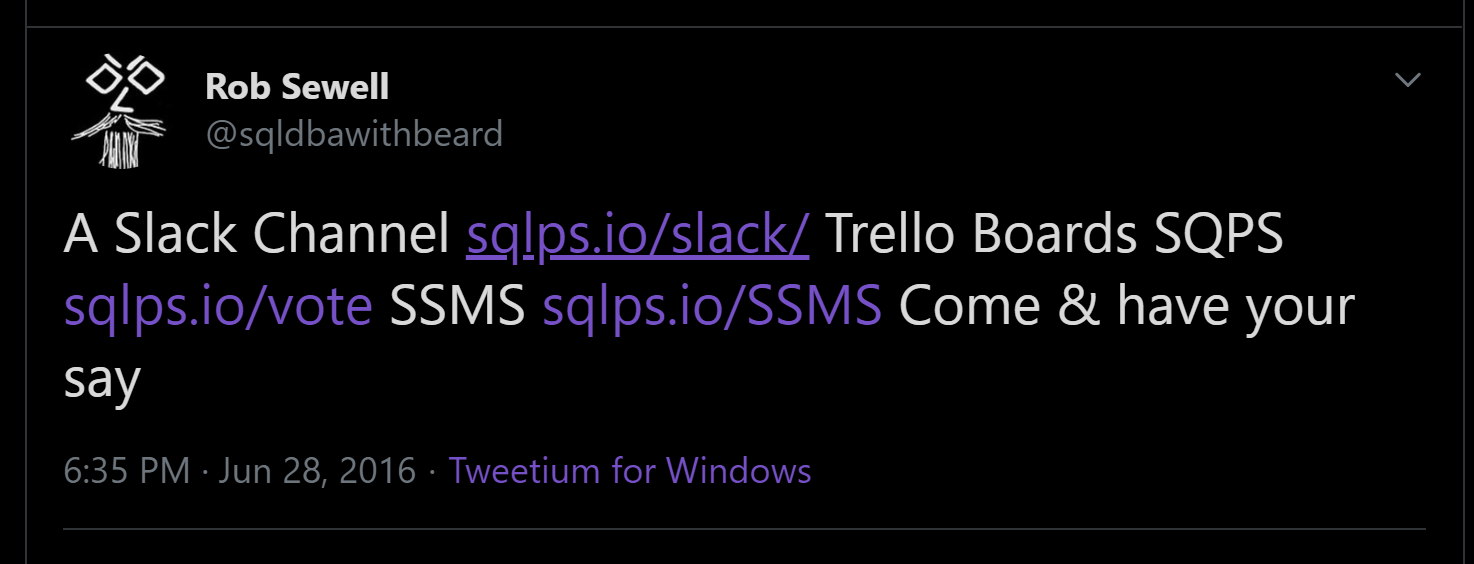 Rob Sewell
@sqldbawithbeard
A Slack Channel sqlps.io/slack/ Trello Boards SQPS
sqlps.io/vote SSMS sqlps.io/SSMS Come & have your
say
6:35 PM · Jun 28, 2016 · Tweetium for Windows